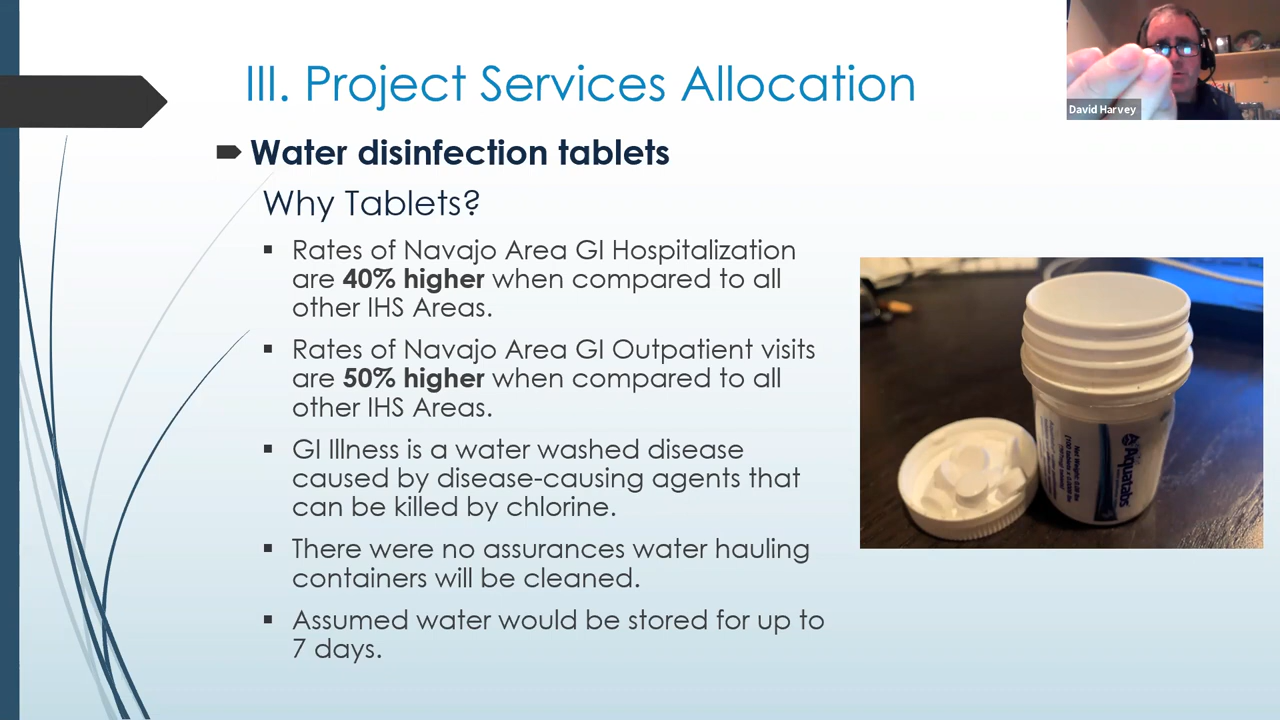 III. Project Services Allocation
David Harvey
Water disinfection tablets
Why Tablets?
Rates of Navajo Area GI Hospitalization
are 40% higher when compared to all
other IHS Areas.
Rates of Navajo Area GI Outpatient visits
are 50% higher when compared to all
other IHS Areas.
GI Illness is a water washed disease
caused by disease-causing agents that
can be killed by chlorine.
There were no assurances water hauling
containers will be cleaned.
Assumed water would be stored for up to
7 days.
Aquatabs